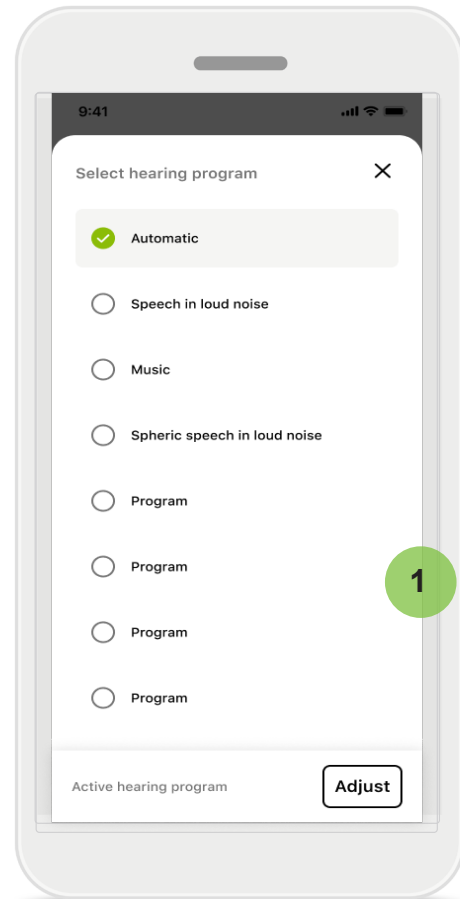 9:41
Select hearing program
Automatic
Speech in loud noise
Music
Spheric speech in loud noise
Program
Program
1
Program
Program
Active hearing program
Adjust